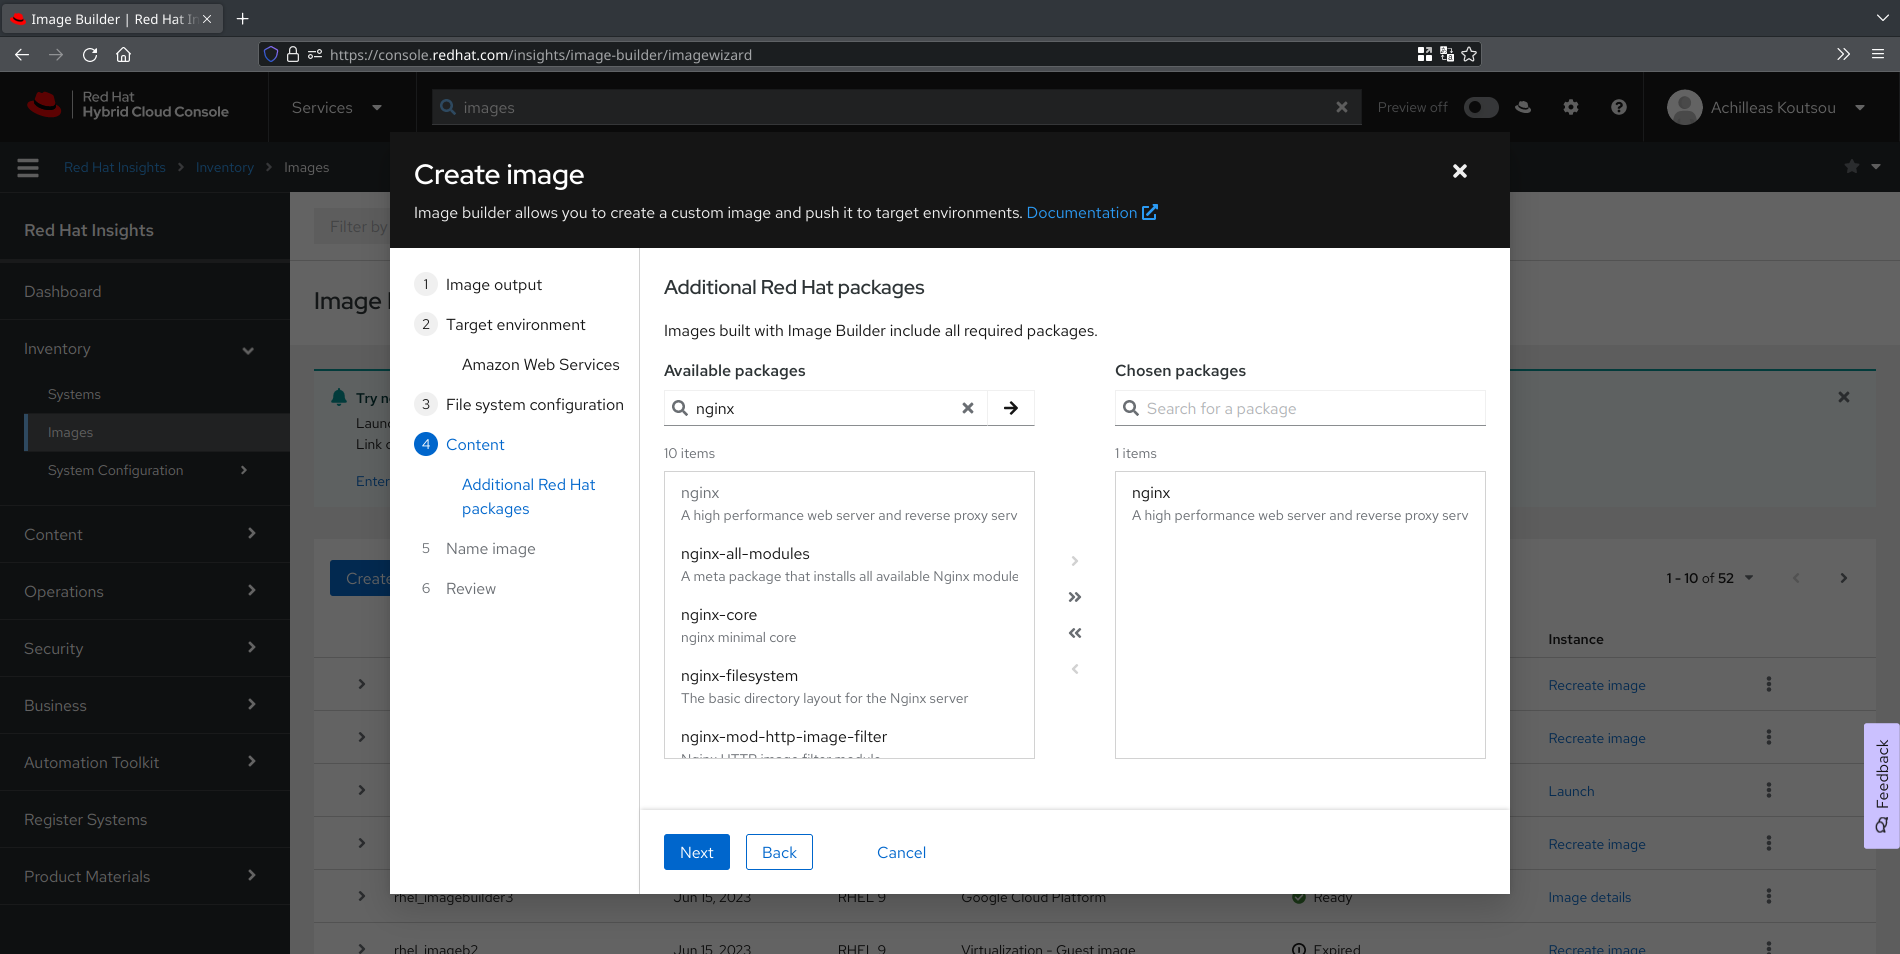 Image Builder | Red Hat In
https://console.redhat.com/insights/image-builder/imagewizard
Red Hat
Hybrid Cloud Console
Services
images
Preview off
Achilleas Koutsou
Red Hat Insights > Inventory > Images
Red Hat Insights
Dashboard
Inventory
Systems
Images
System Configuration
Content
Operations
Security
Business
Automation Toolkit
Register Systems
Product Materials
Filter by
Image
Try
Laun
Link
Enter
Create
Create image
Image builder allows you to create a custom image and push it to target environments. Documentation
1 Image output
2 Target environment
Amazon Web Services
3 File system configuration
4 Content
Additional Red Hat
packages
5 Name image
6 Review
Additional Red Hat packages
Images built with Image Builder include all required packages.
Available packages
nginx
10 items
nginx
A high performance web server and reverse proxy serv
nginx-all-modules
A meta package that installs all available Nginx module
nginx-core
nginx minimal core
nginx-filesystem
The basic directory layout for the Nginx server
nginx-mod-http-image-filter
Chosen packages
Search for a package
1 items
nginx
A high performance web server and reverse proxy serv
Next
Back
Cancel
1 - 10 of 52
Instance
Recreate image
Recreate image
Launch
Recreate image
rhel_imagebuilder3 Jun 15, 2023 RHEL 9 Google Cloud Platform Ready Image details
rhel_imageb2 Jun 15, 2023 RHEL 9 Virtualization - Guest image Expired Recreate image
Feedback